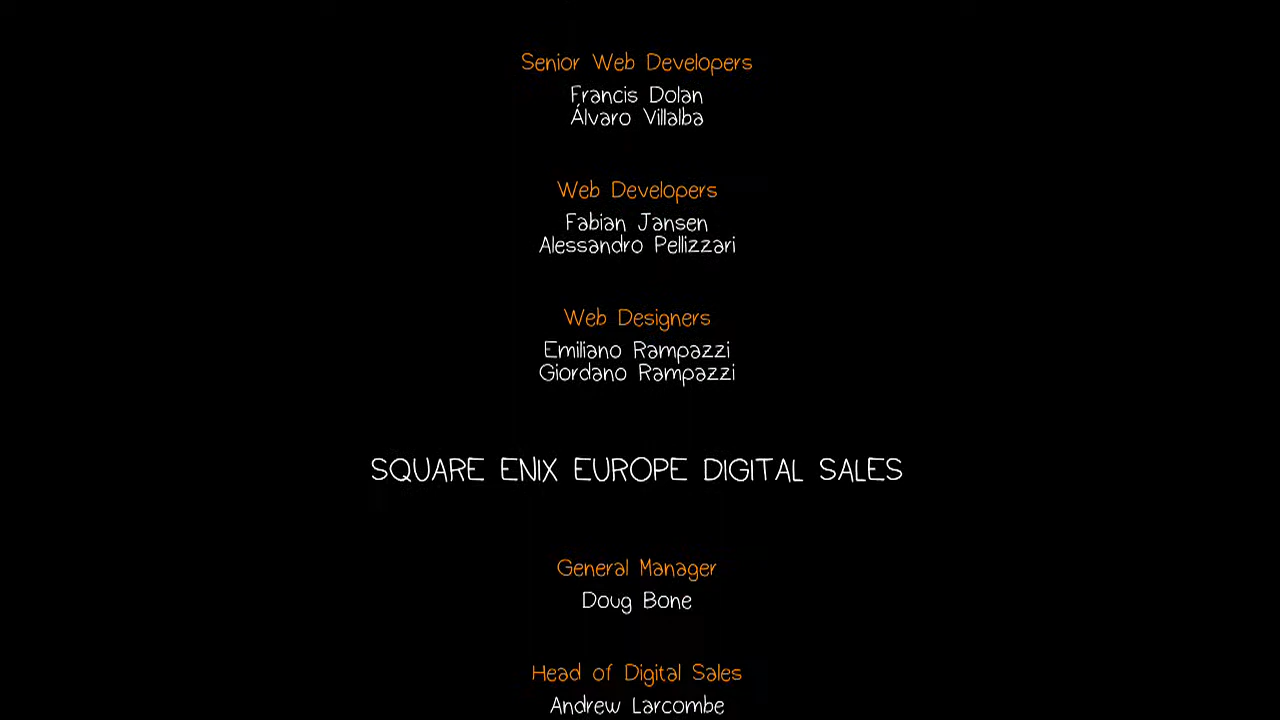 Senior Web Developers
Francis Dolan
Álvaro Villalba
Web Developers
Fabian Jansen
Alessandro Pellizzari
Web Designers
Emiliano Rampazzi
Giordano Rampazzi
SQUARE ENIX EUROPE DIGITAL SALES
General Manager
Doug Bone
Head of Digital Sales
Andrew Larcombe